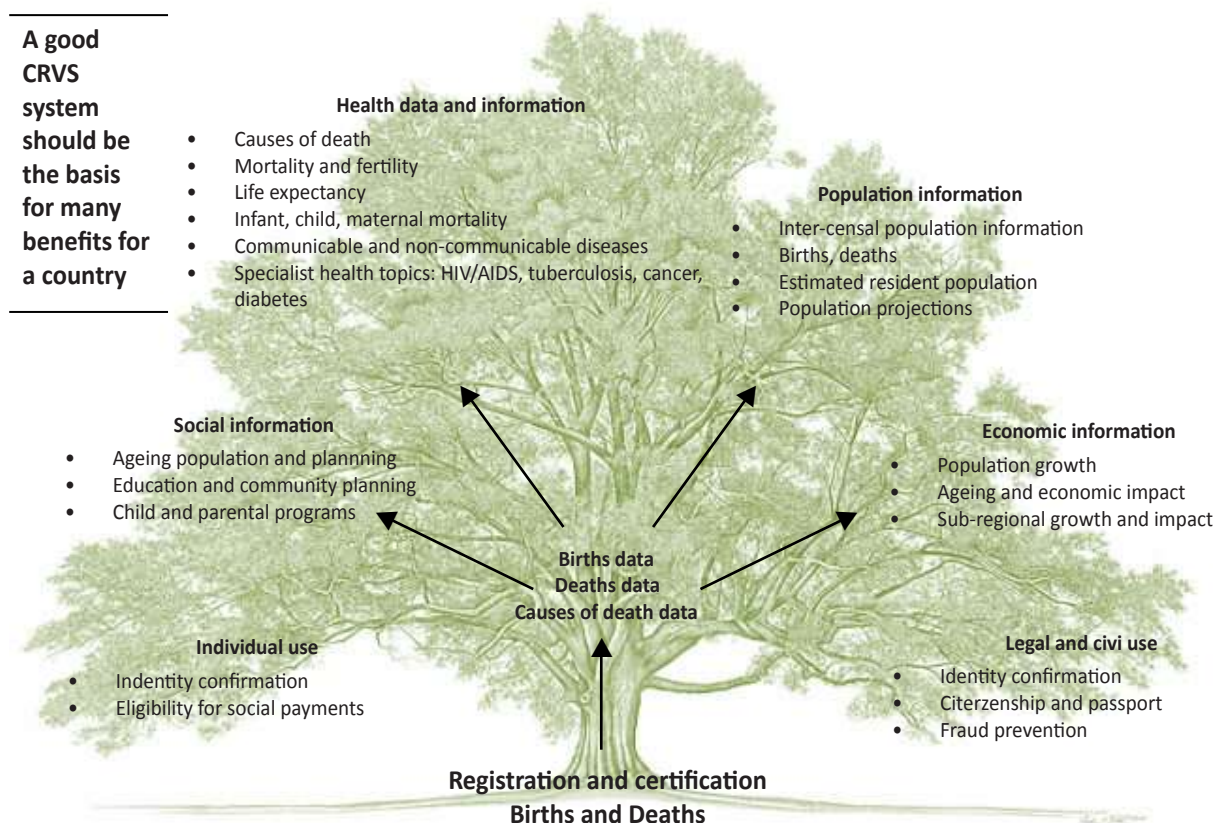 A good
CRVS
system
should be
the basis
for many
benefits for
a country
Health data and information
• Causes of death
• Mortality and fertility
• Life expectancy
• Infant, child, maternal mortality
• Communicable and non-communicable diseases
• Specialist health topics: HIV/AIDS, tuberculosis, cancer,
diabetes
Population information
• Inter-censal population information
• Births, deaths
• Estimated resident population
• Population projections
Social information
• Ageing population and plannning
• Education and community planning
• Child and parental programs
Economic information
• Population growth
• Ageing and economic impact
• Sub-regional growth and impact
Births data
Deaths data
Causes of death data
Individual use
• Indentity confirmation
• Eligibility for social payments
Legal and civi use
• Identity confirmation
• Citerzenship and passport
• Fraud prevention
Registration and certification
Births and Deaths